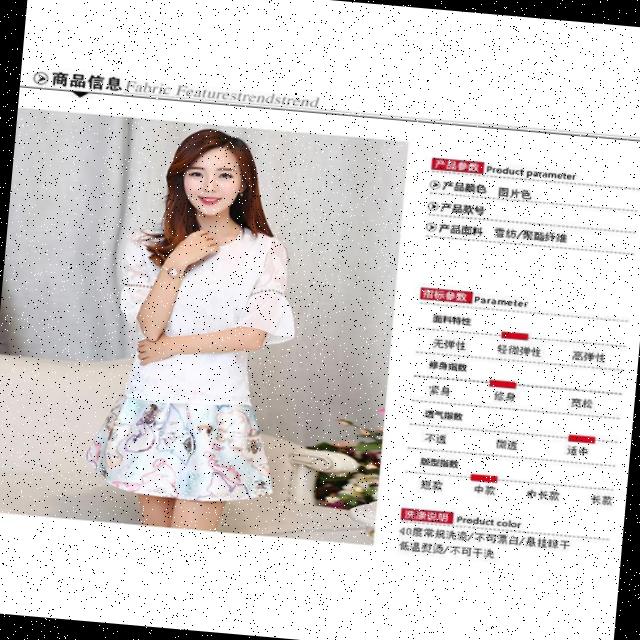 商品信息 Fabric Featurestrendstrend
产品参数 Product parameter
产品颜色 图片色
产品款号
产品面料 雪纺/聚酯纤维
指标参数 Parameter
面料特性
无弹性 轻微弹性 高弹性
修身指数
紧身 修身 宽松
透气指数
不透 微透 适中
版型指数
短款 中款 中长款 长款
洗涤说明 Product color
40度常规洗涤/不可漂白/悬挂晾干
低温熨烫/不可干洗